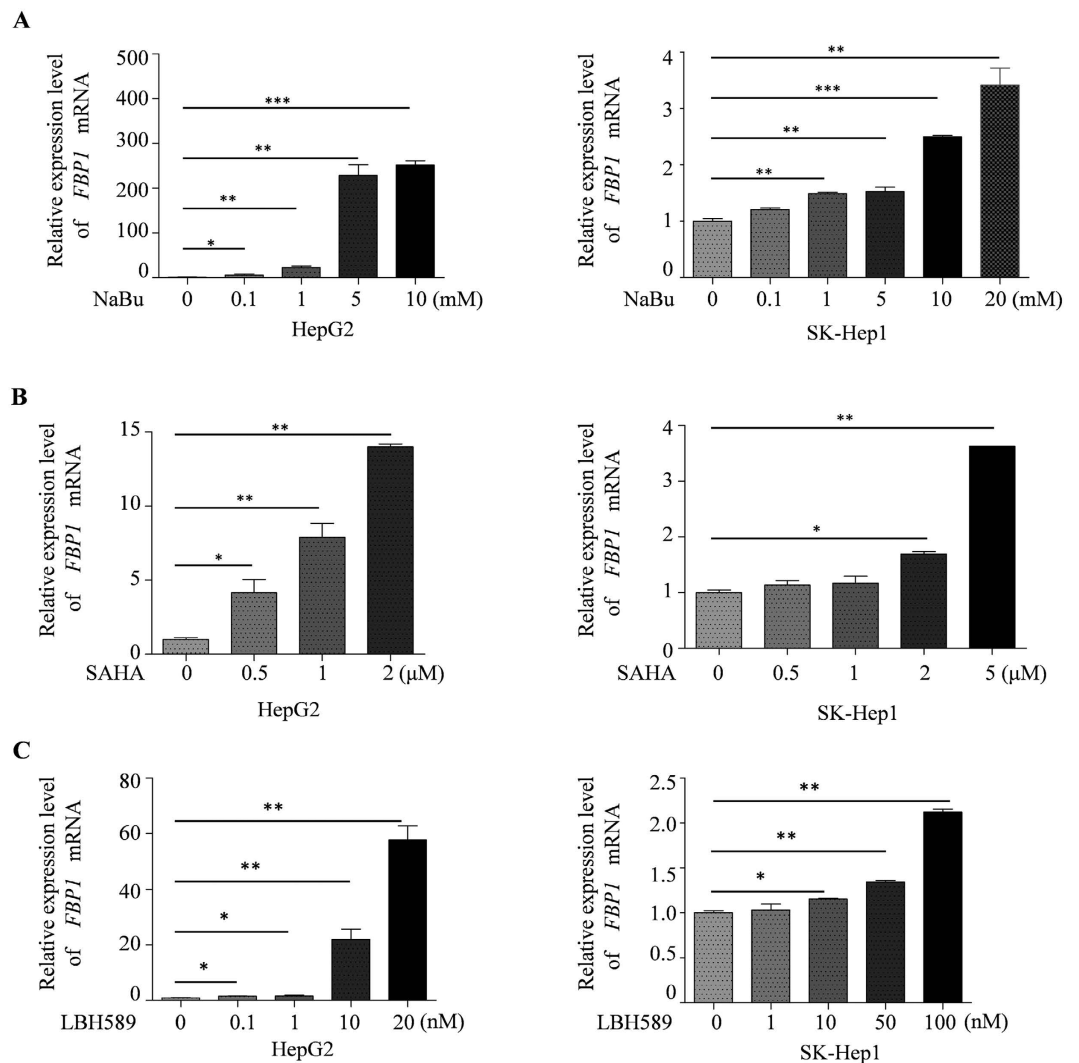 A
Relative expression level
of FBP1 mRNA
500
400
300
200
100
0
***
**
**
*
NaBu 0 0.1 1 5 10 (mM)
HepG2
Relative expression level
of FBP1 mRNA
4
3
2
1
0
**
***
**
**
NaBu 0 0.1 1 5 10 20 (mM)
SK-Hep1
B
Relative expression level
of FBP1 mRNA
15
10
5
0
**
**
*
SAHA 0 0.5 1 2 (μM)
HepG2
Relative expression level
of FBP1 mRNA
4
3
2
1
0
**
*
SAHA 0 0.5 1 2 5 (μM)
SK-Hep1
C
Relative expression level
of FBP1 mRNA
80
60
40
20
0
**
**
*
*
LBH589 0 0.1 1 10 20 (nM)
HepG2
Relative expression level
of FBP1 mRNA
2.5
2.0
1.5
1.0
0.5
0
**
**
*
LBH589 0 1 10 50 100 (nM)
SK-Hep1